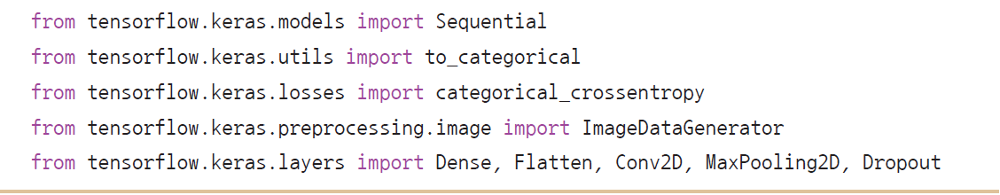 from tensorflow.keras.models import Sequential
from tensorflow.keras.utils import to_categorical
from tensorflow.keras.losses import categorical_crossentropy
from tensorflow.keras.preprocessing.image import ImageDataGenerator
from tensorflow.keras.layers import Dense, Flatten, Conv2D, MaxPooling2D, Dropout